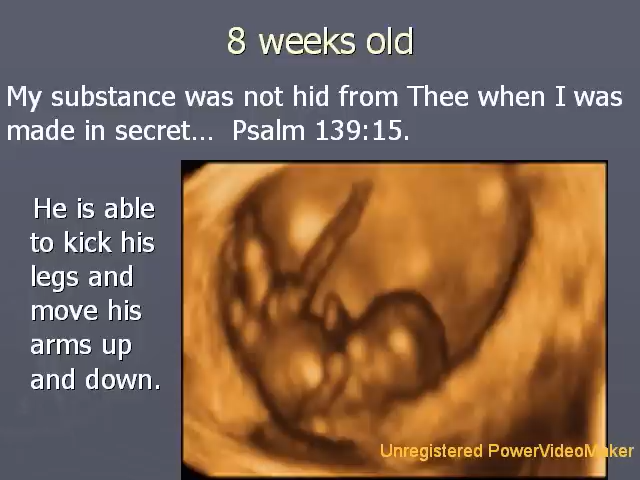 8 weeks old
My substance was not hid from Thee when I was
made in secret... Psalm 139:15.
He is able
to kick his
legs and
move his
arms up
and down.
Unregistered PowerVideoMaker